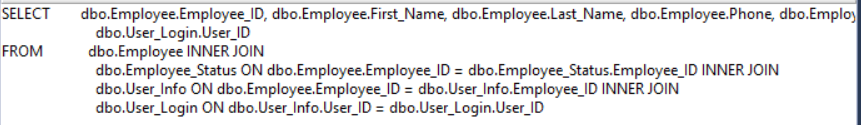 SELECT dbo.Employee.Employee_ID, dbo.Employee.First_Name, dbo.Employee.Last_Name, dbo.Employee.Phone,
dbo.User_Login.User_ID
FROM dbo.Employee INNER JOIN
dbo.Employee_Status ON dbo.Employee.Employee_ID = dbo.Employee_Status.Employee_ID INNER JOIN
dbo.User_Info ON dbo.Employee.Employee_ID = dbo.User_Info.Employee_ID INNER JOIN
dbo.User_Login ON dbo.User_Info.User_ID = dbo.User_Login.User_ID